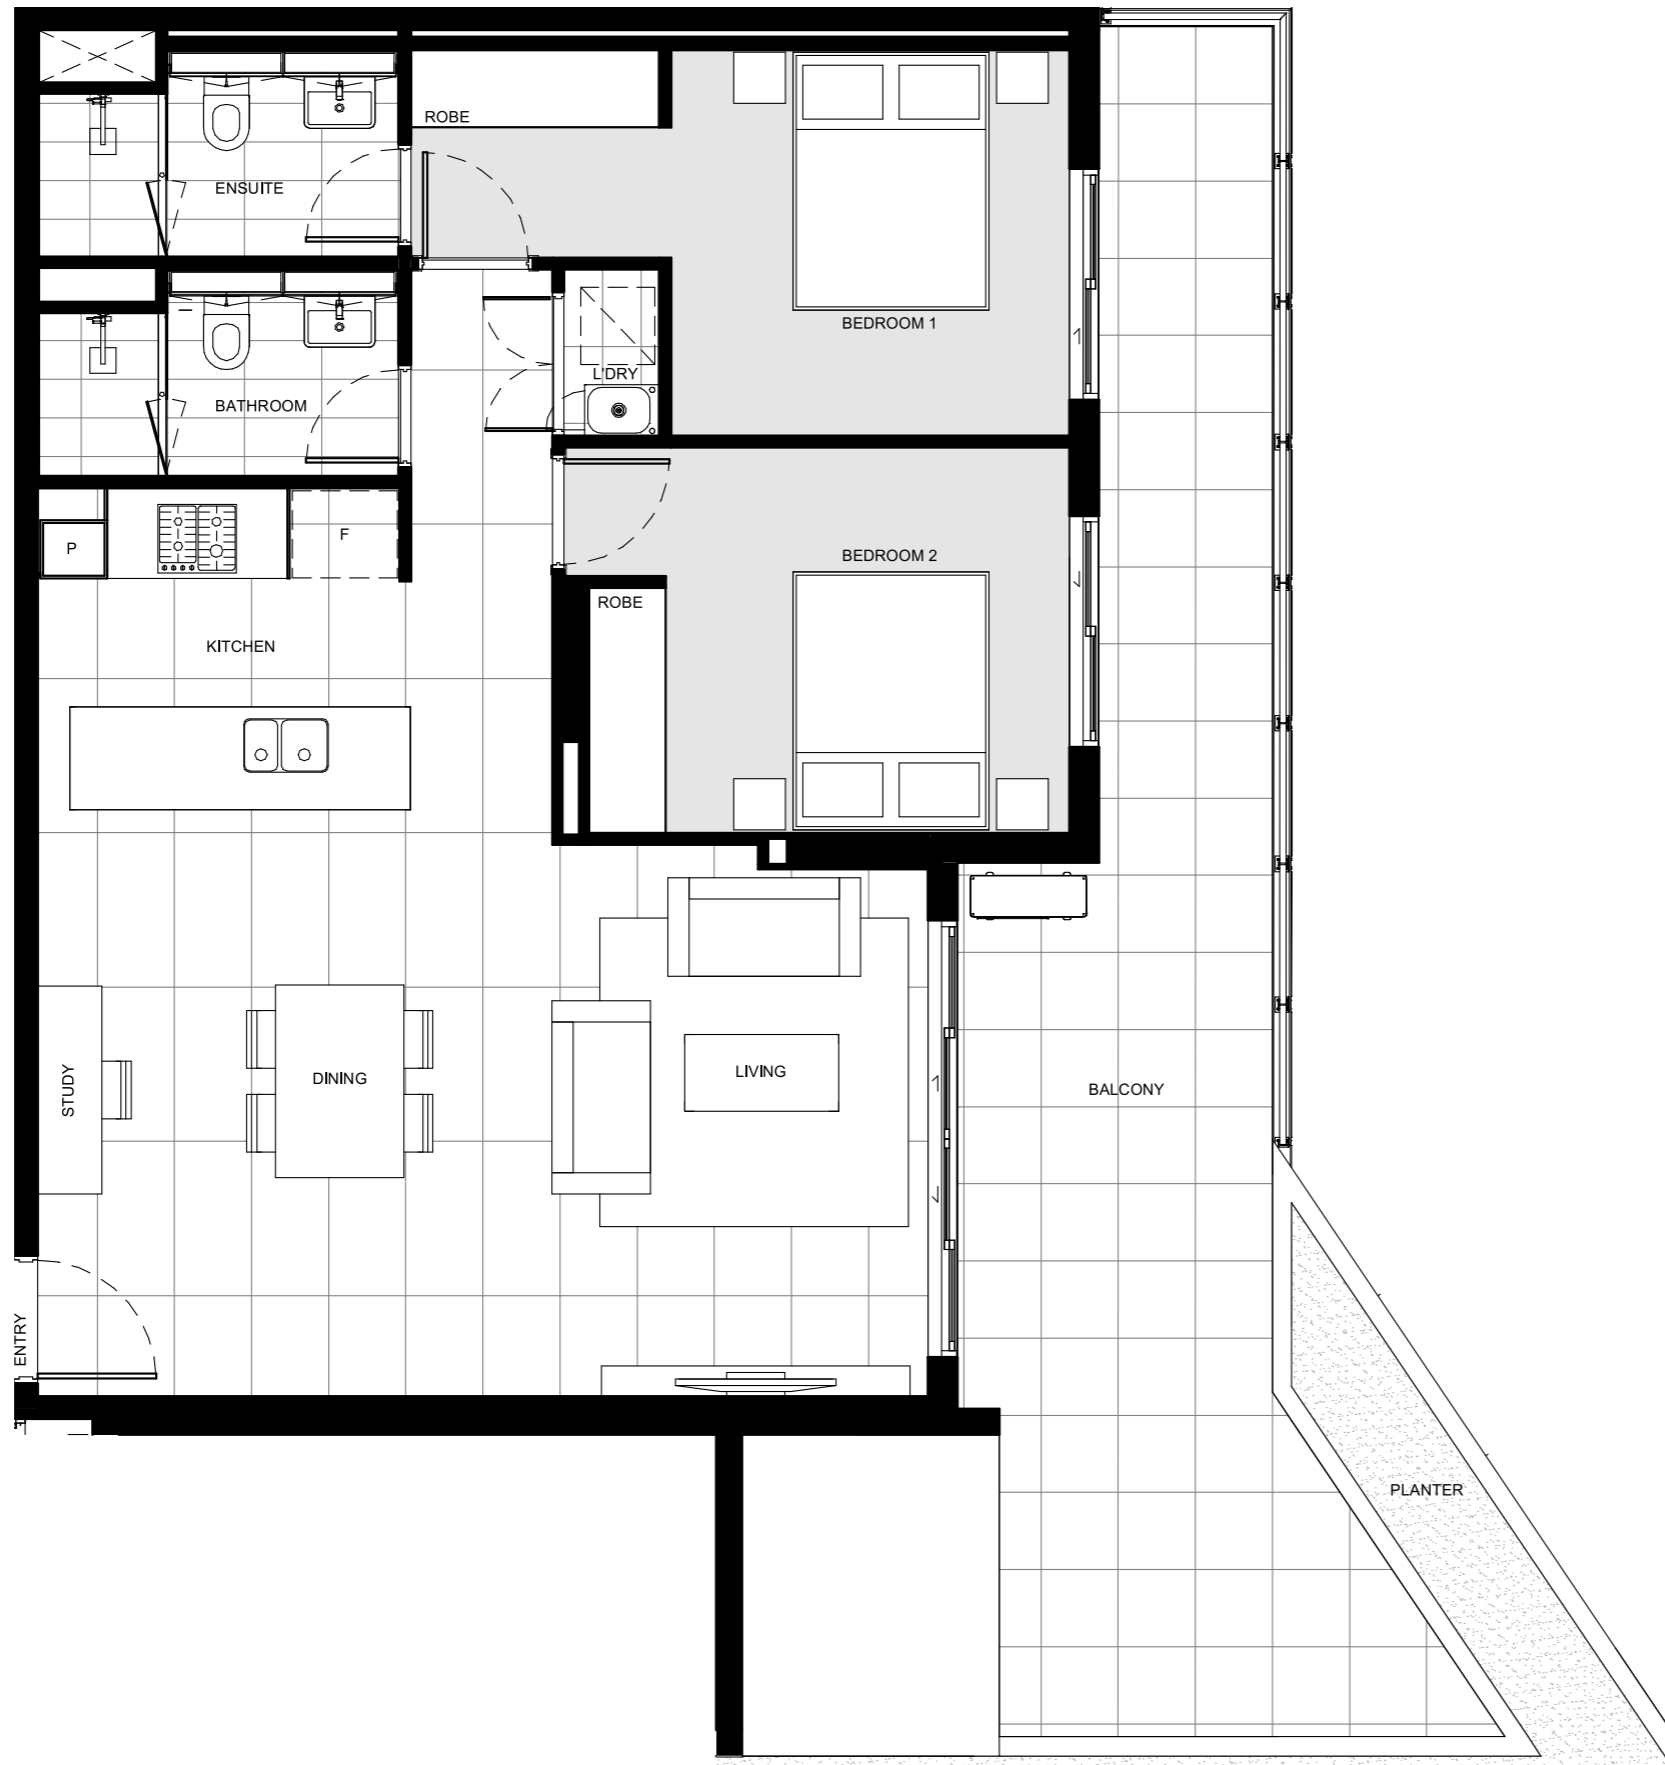 ROBE
ENSUITE
BEDROOM 1
L'DRY
BATHROOM
P
F
BEDROOM 2
ROBE
KITCHEN
STUDY
DINING
LIVING
BALCONY
ENTRY
PLANTER